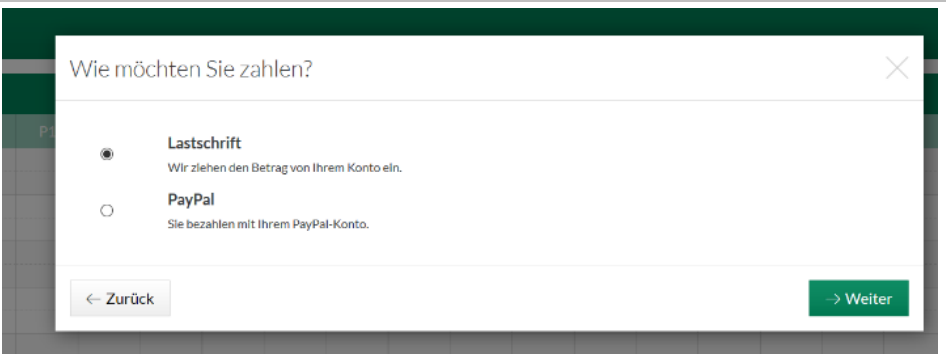 Wie möchten Sie zahlen?
P1
Lastschrift
Wir ziehen den Betrag von Ihrem Konto ein.
PayPal
Sie bezahlen mit Ihrem PayPal-Konto.
← Zurück
→ Weiter